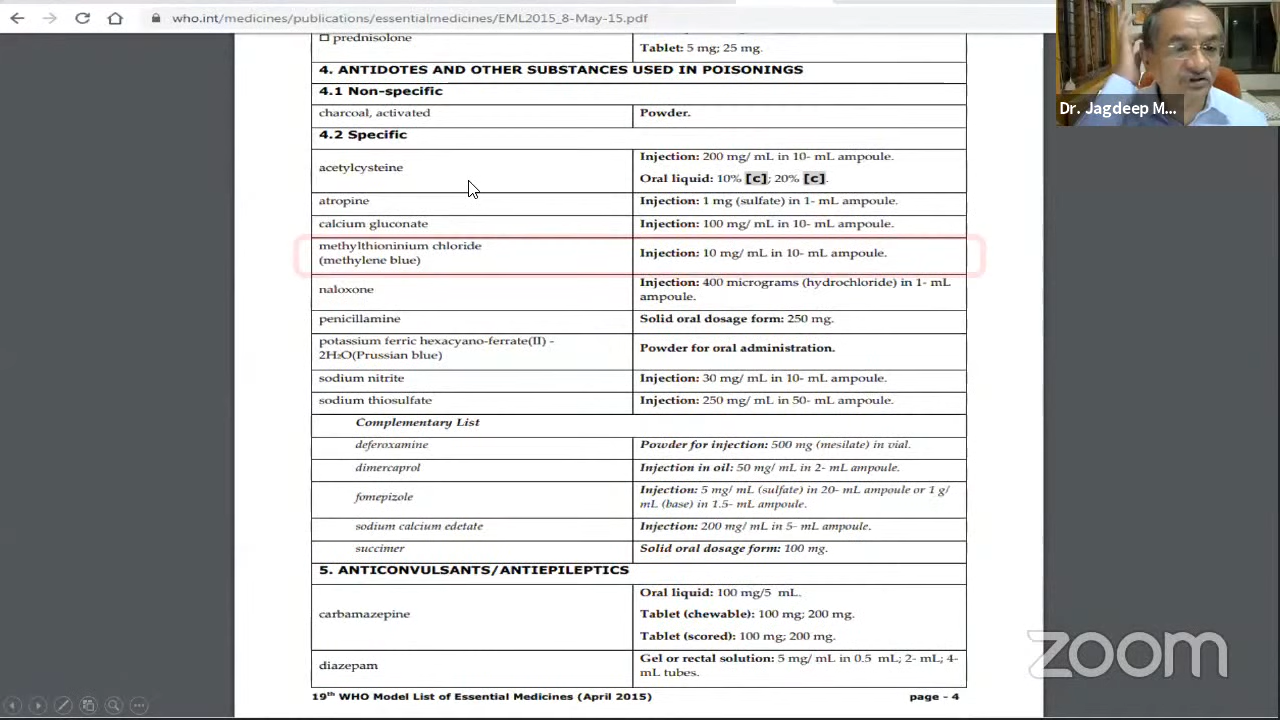 who.int/medicines/publications/essentialmedicines/EML2015_8-May-15.pdf
prednisolone
Tablet: 5 mg; 25 mg.
4. ANTIDOTES AND OTHER SUBSTANCES USED IN POISONINGS
4.1 Non-specific
charcoal, activated
Powder.
4.2 Specific
acetylcysteine
Injection: 200 mg/ mL in 10- mL ampoule.
Oral liquid: 10% [c]; 20% [c].
atropine
Injection: 1 mg (sulfate) in 1- mL ampoule.
calcium gluconate
Injection: 100 mg/ mL in 10- mL ampoule.
methylthioninium chloride
(methylene blue)
Injection: 10 mg/ mL in 10- mL ampoule.
naloxone
Injection: 400 micrograms (hydrochloride) in 1- mL
ampoule.
penicillamine
Solid oral dosage form: 250 mg.
potassium ferric hexacyano-ferrate(II) -
2H₂O(Prussian blue)
Powder for oral administration.
sodium nitrite
Injection: 30 mg/ mL in 10- mL ampoule.
sodium thiosulfate
Injection: 250 mg/ mL in 50- mL ampoule.
Complementary List
deferoxamine
Powder for injection: 500 mg (mesilate) in vial.
dimercaprol
Injection in oil: 50 mg/ mL in 2- mL ampoule.
fomepizole
Injection: 5 mg/ mL (sulfate) in 20- mL ampoule or 1 g/
mL (base) in 1.5- mL ampoule.
sodium calcium edetate
Injection: 200 mg/ mL in 5- mL ampoule.
succimer
Solid oral dosage form: 100 mg.
5. ANTICONVULSANTS/ANTIEPILEPTICS
carbamazepine
Oral liquid: 100 mg/5 mL.
Tablet (chewable): 100 mg; 200 mg.
Tablet (scored): 100 mg; 200 mg.
diazepam
Gel or rectal solution: 5 mg/ mL in 0.5 mL; 2- mL; 4-
mL tubes.
19th WHO Model List of Essential Medicines (April 2015)
page - 4
Dr. Jagdeep M...
zoom